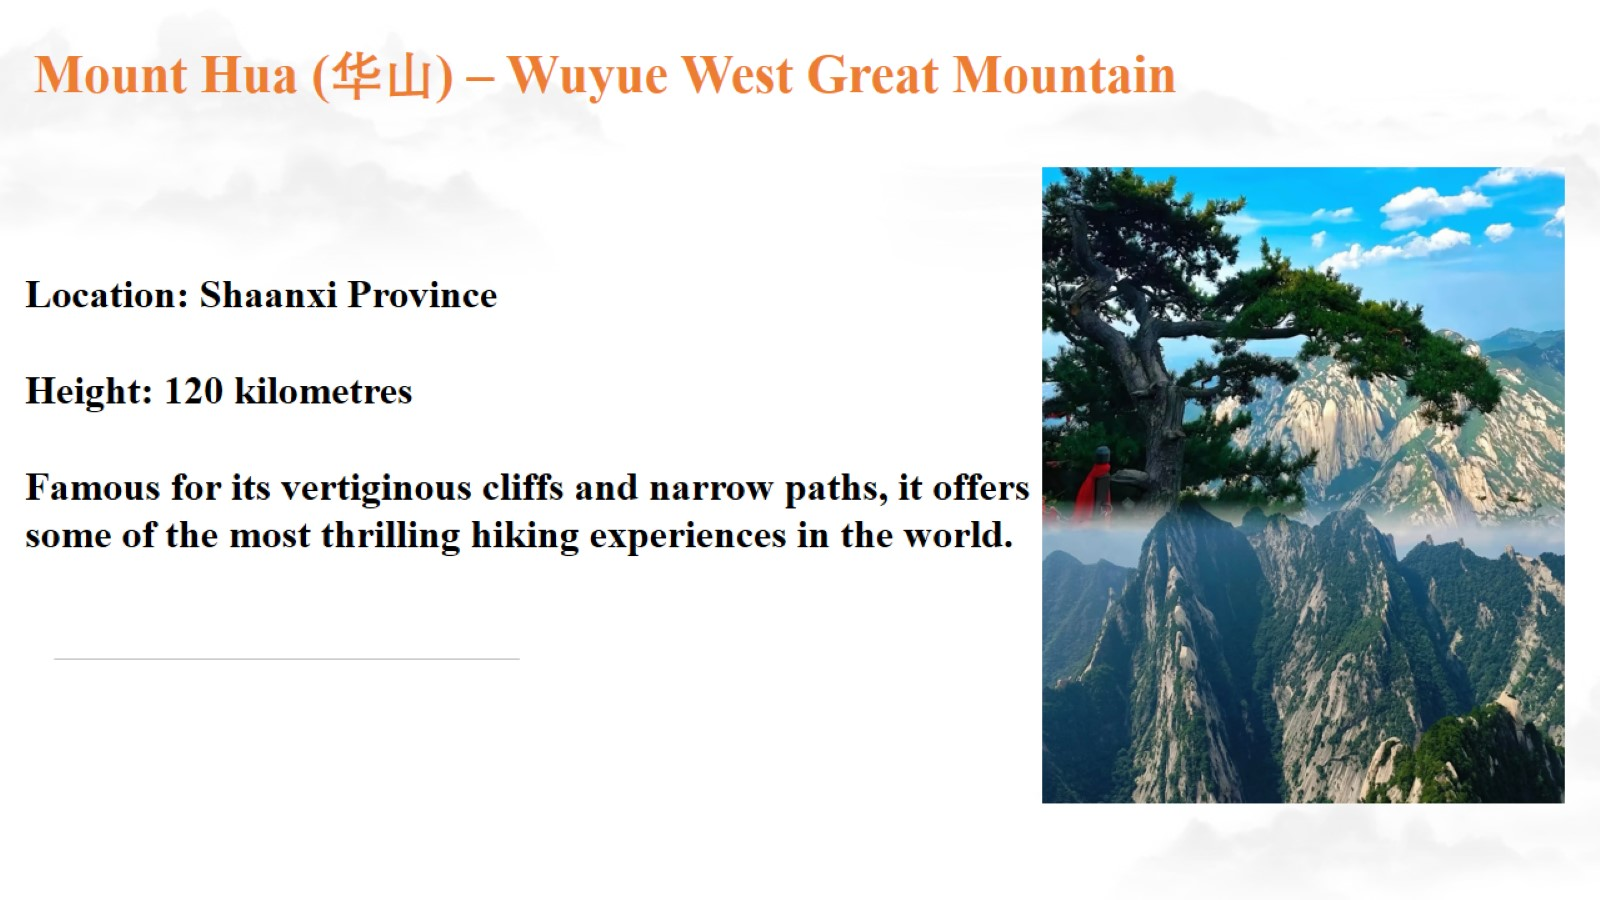 Mount Hua (华山) – Wuyue West Great Mountain
Location: Shaanxi Province
Height: 120 kilometres
Famous for its vertiginous cliffs and narrow paths, it offers
some of the most thrilling hiking experiences in the world.